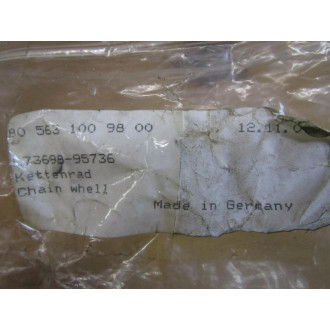 80 563 100 98 00 12.11.0
73698-95736
Kettenrad
Chain whell
Made in Germany